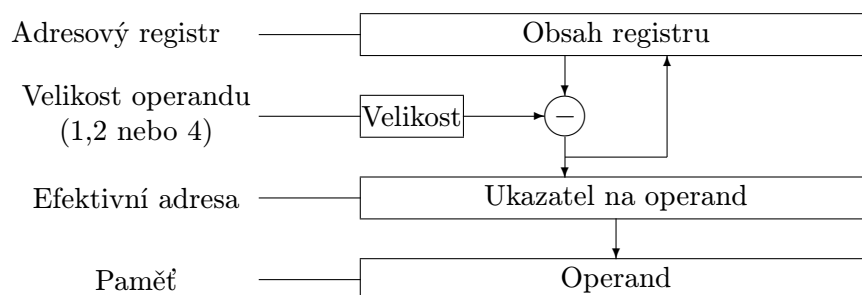 Adresový registr
Obsah registru
Velikost operandu
(1,2 nebo 4)
Velikost
−
Efektivní adresa
Ukazatel na operand
Paměť
Operand